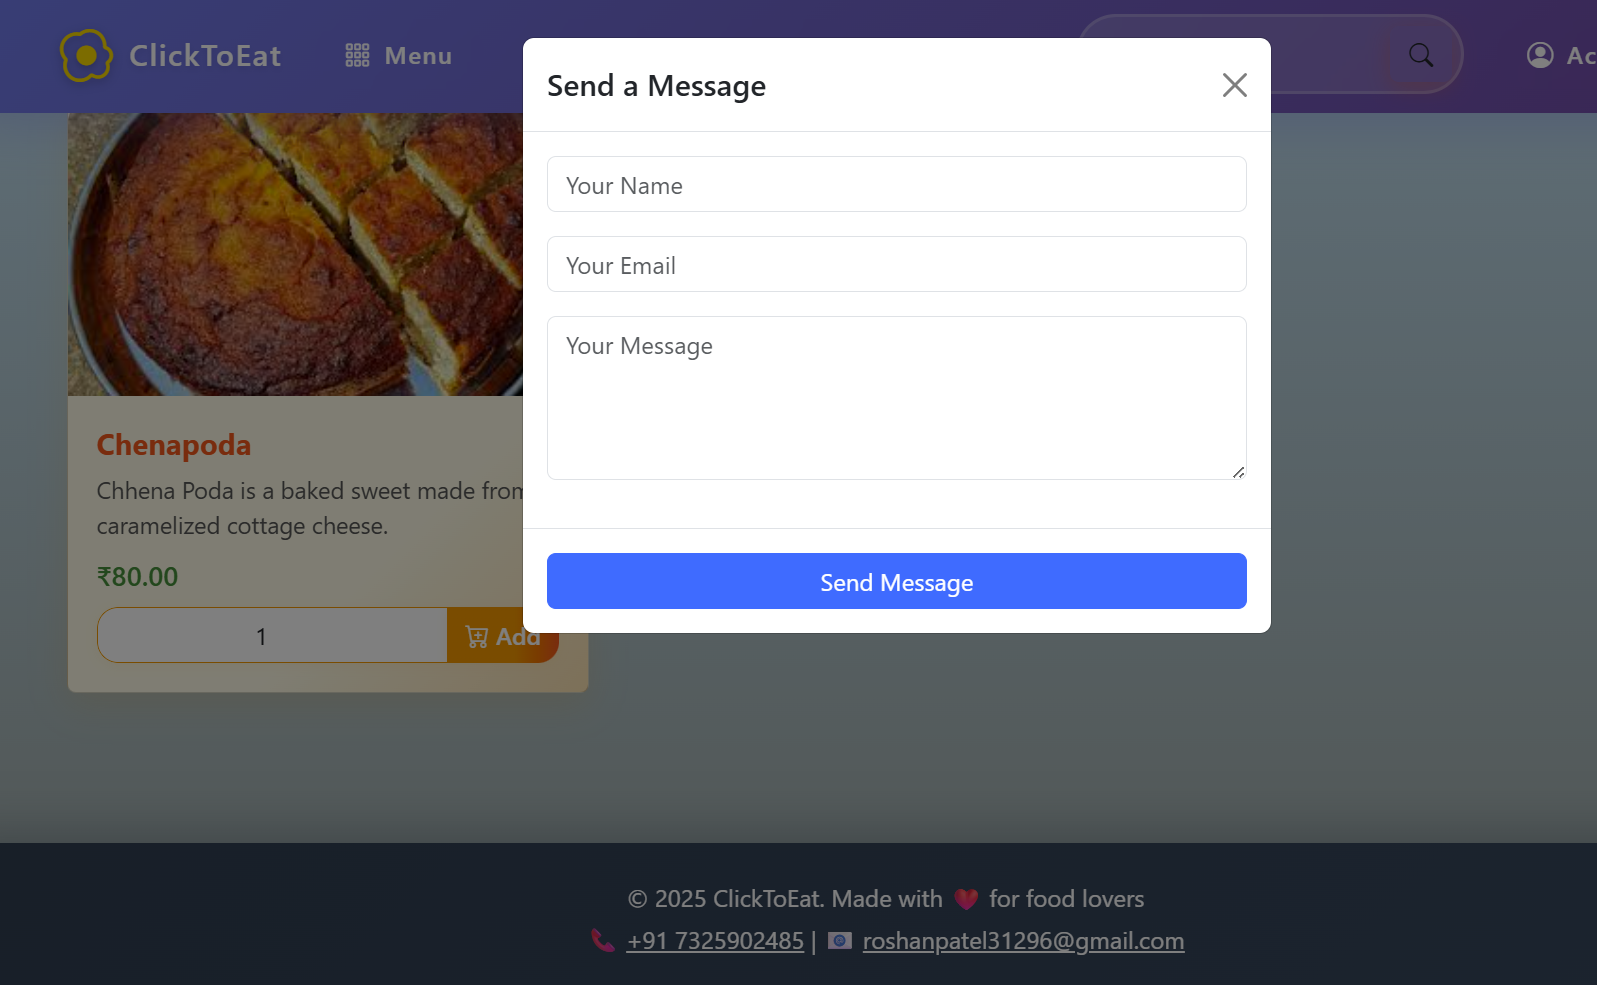 ClickToEat
Menu
Ac
Send a Message
Your Name
Your Email
Your Message
Send Message
Chenapoda
Chhena Poda is a baked sweet made from
caramelized cottage cheese.
₹80.00
1
Add
© 2025 ClickToEat. Made with ❤️ for food lovers
📞 +91 7325902485 | 📧 roshanpatel31296@gmail.com